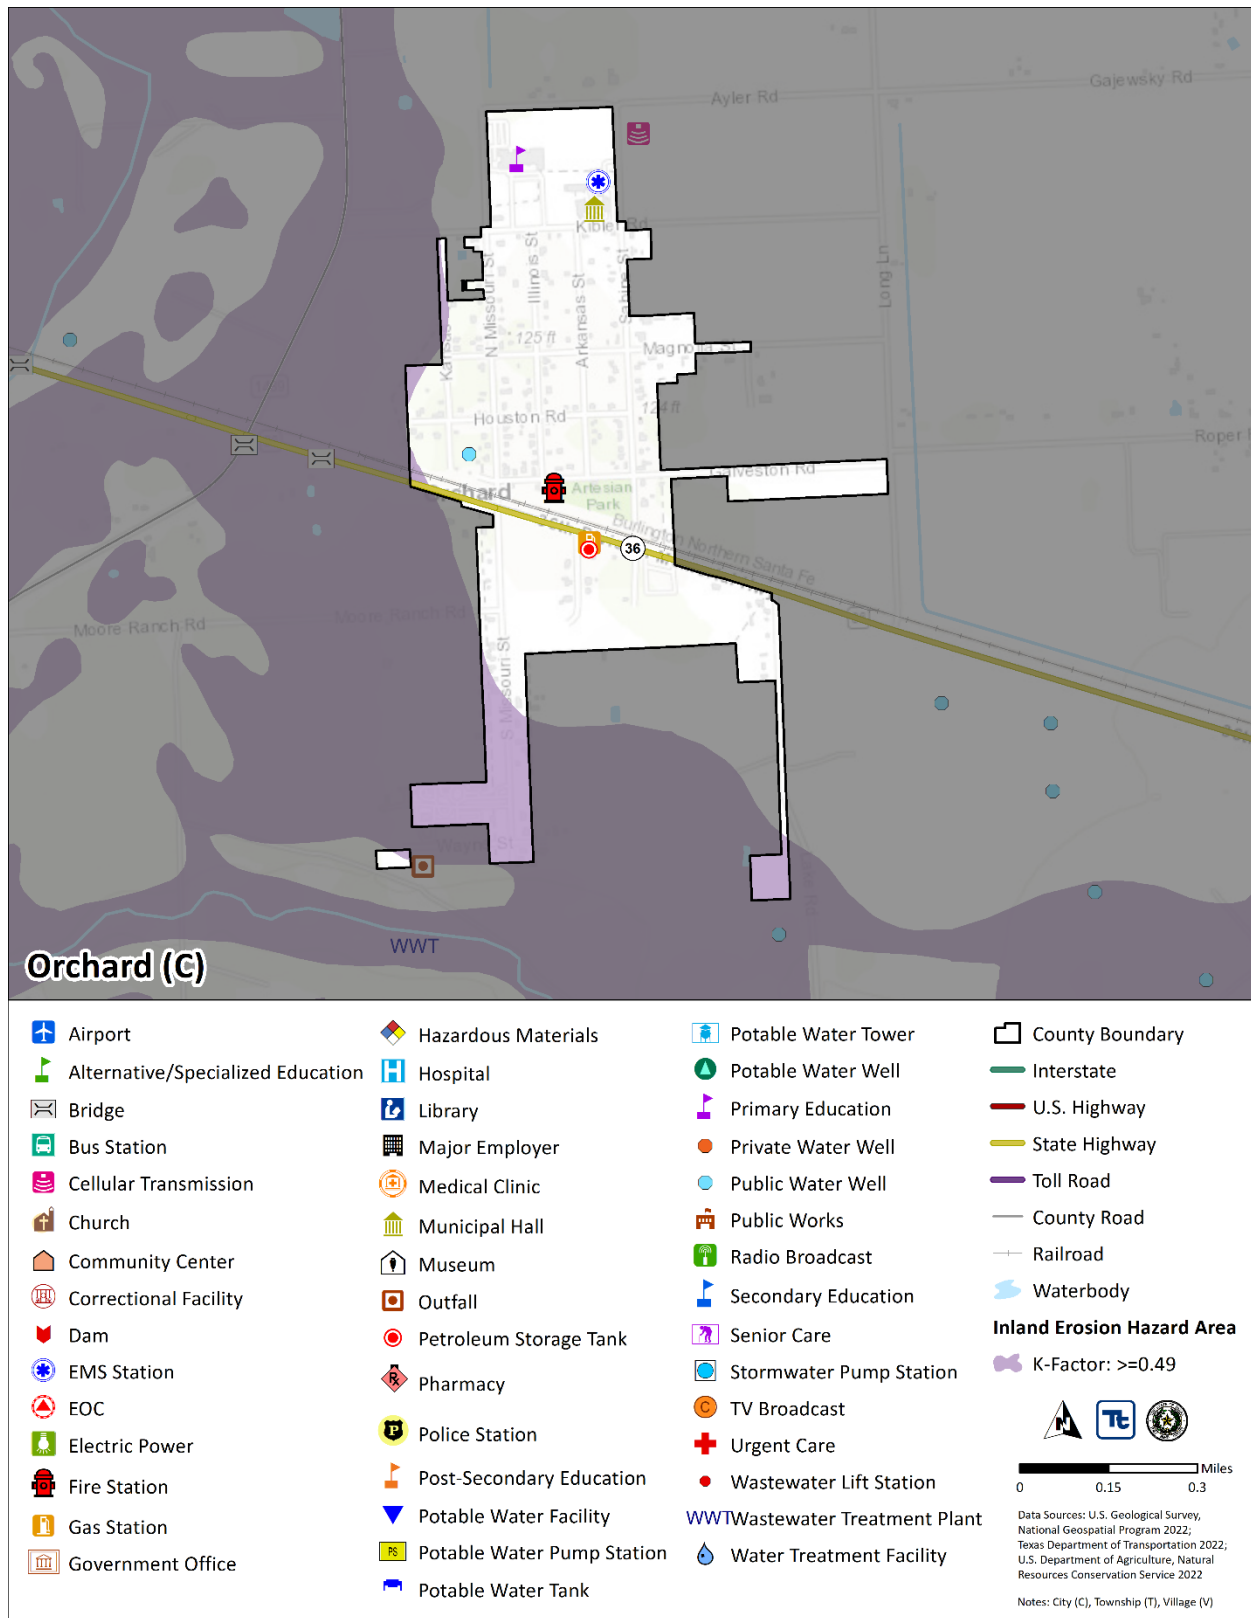 Ayler Rd
Gajewsky Rd
Kibler Rd
Illinois St
N Missouri St
Arkansas St
Sabine St
Long Ln
125 ft
Magnolia St
124 ft
Houston Rd
Roper
Galveston Rd
Orchard
Artesian
Park
Burlington Northern Santa Fe
36
Moore Ranch Rd
Moore Ranch Rd
S Missouri St
Wayne St
WWT
Orchard (C)
Airport
Alternative/Specialized Education
Bridge
Bus Station
Cellular Transmission
Church
Community Center
Correctional Facility
Dam
EMS Station
EOC
Electric Power
Fire Station
Gas Station
Government Office
Hazardous Materials
H Hospital
Library
Major Employer
Medical Clinic
Municipal Hall
Museum
Outfall
Petroleum Storage Tank
Rx Pharmacy
P Police Station
Post-Secondary Education
Potable Water Facility
PS Potable Water Pump Station
Potable Water Tank
Potable Water Tower
Potable Water Well
Primary Education
Private Water Well
Public Water Well
Public Works
Radio Broadcast
Secondary Education
Senior Care
Stormwater Pump Station
C TV Broadcast
Urgent Care
Wastewater Lift Station
WWT Wastewater Treatment Plant
Water Treatment Facility
County Boundary
Interstate
U.S. Highway
State Highway
Toll Road
County Road
Railroad
Waterbody
Inland Erosion Hazard Area
K-Factor: >=0.49
N Tt
Miles
0 0.15 0.3
Data Sources: U.S. Geological Survey,
National Geospatial Program 2022;
Texas Department of Transportation 2022;
U.S. Department of Agriculture, Natural
Resources Conservation Service 2022
Notes: City (C), Township (T), Village (V)